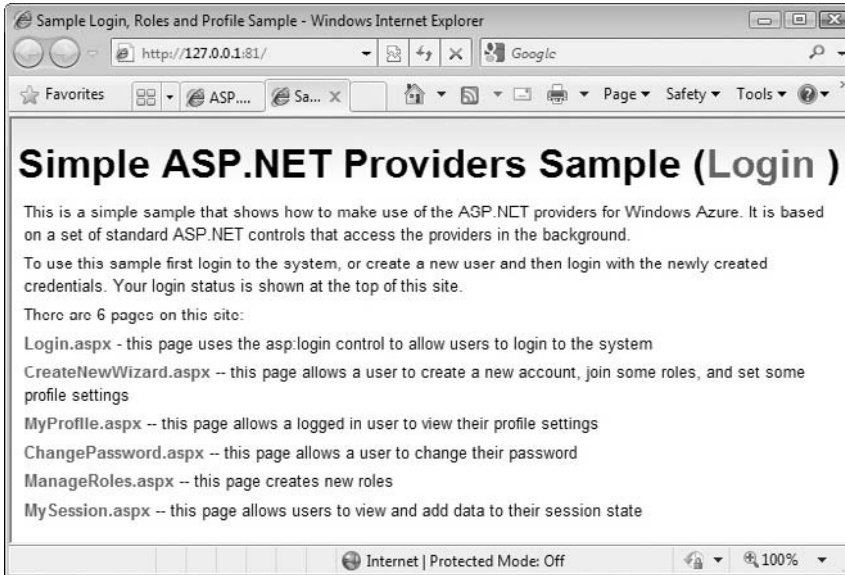 Sample Login, Roles and Profile Sample - Windows Internet Explorer
http://127.0.0.1:81/
Google
Favorites
ASP....
Sa...
Page
Safety
Tools
Simple ASP.NET Providers Sample (Login )
This is a simple sample that shows how to make use of the ASP.NET providers for Windows Azure. It is based
on a set of standard ASP.NET controls that access the providers in the background.
To use this sample first login to the system, or create a new user and then login with the newly created
credentials. Your login status is shown at the top of this site.
There are 6 pages on this site:
Login.aspx - this page uses the asp:login control to allow users to login to the system
CreateNewWizard.aspx -- this page allows a user to create a new account, join some roles, and set some
profile settings
MyProfile.aspx -- this page allows a logged in user to view their profile settings
ChangePassword.aspx -- this page allows a user to change their password
ManageRoles.aspx -- this page creates new roles
MySession.aspx -- this page allows users to view and add data to their session state
Internet | Protected Mode: Off
100%